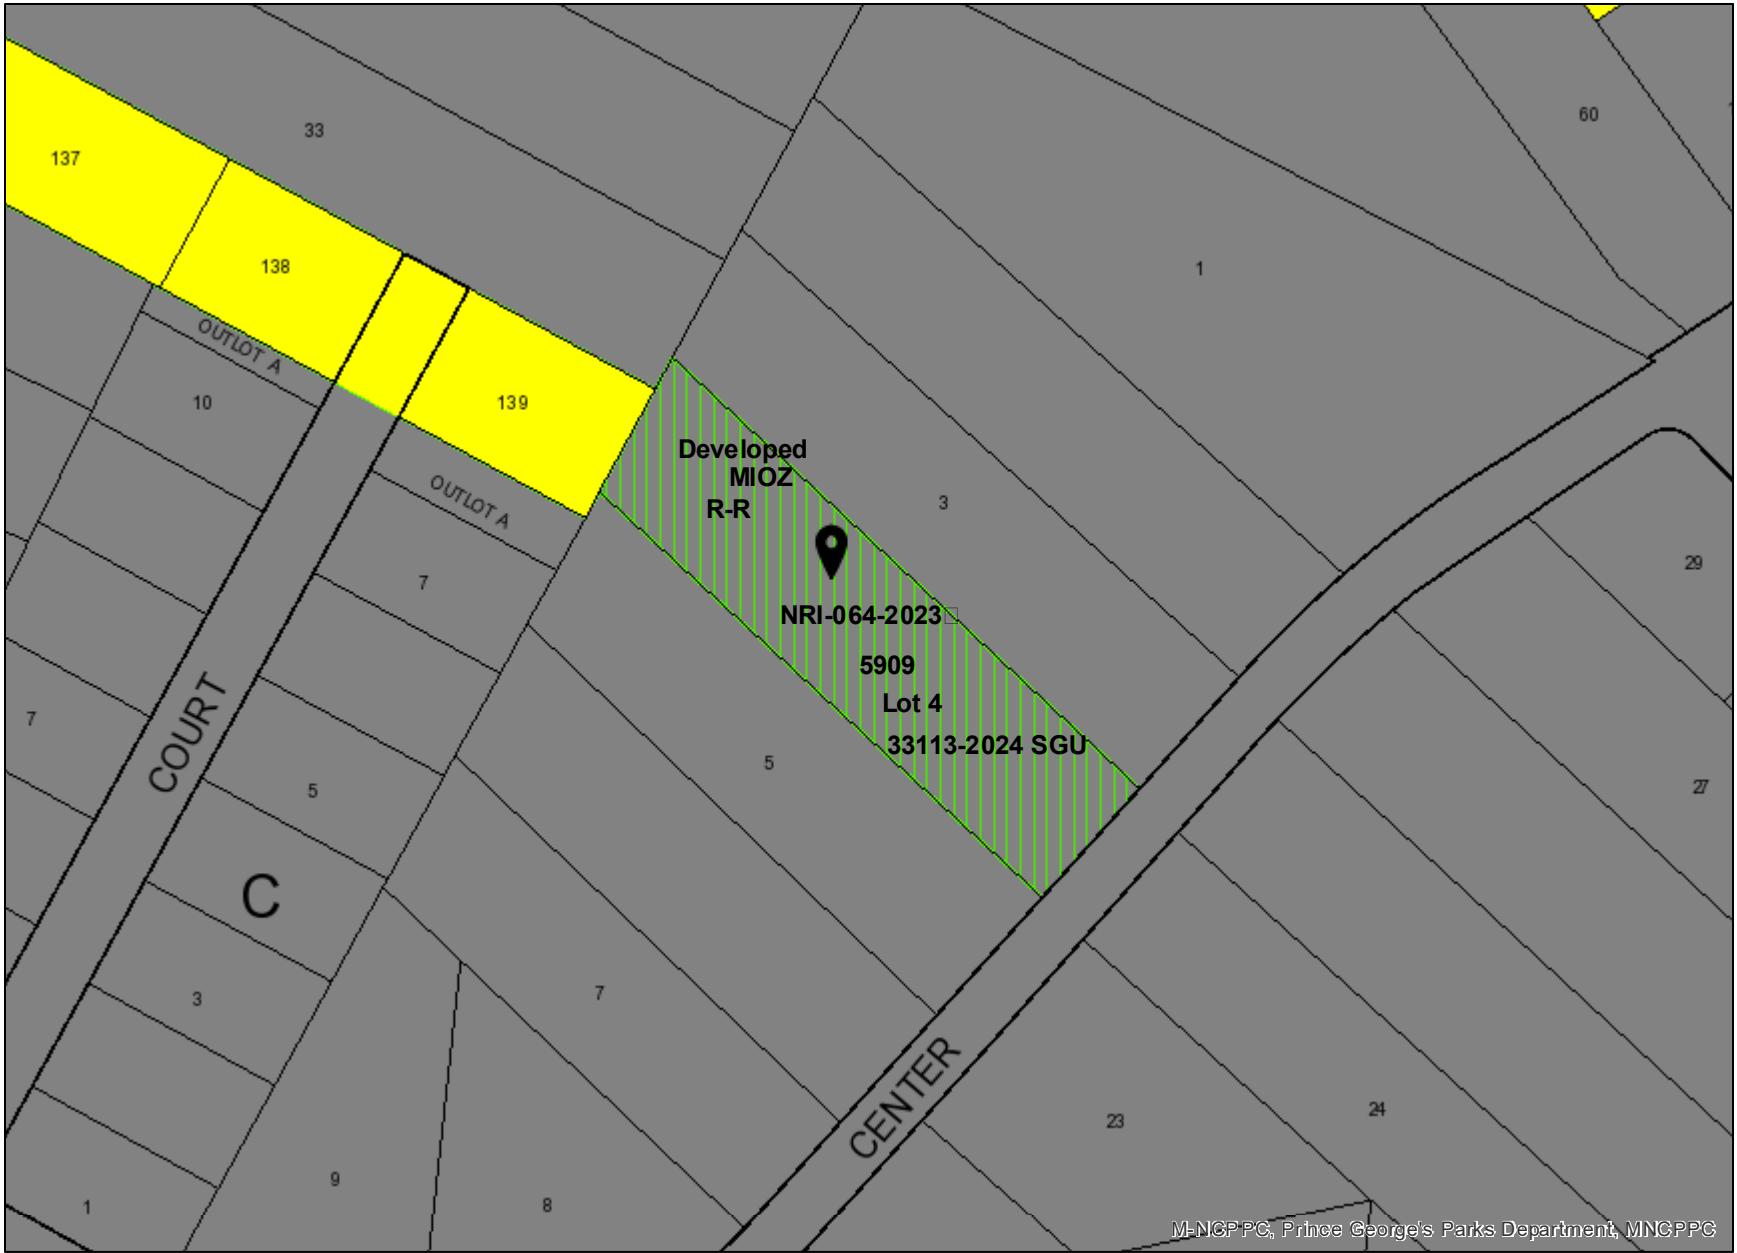 60
33
137
138
1
OUTLOT A
10
139
Developed
MIOZ
R-R
OUTLOT A
3
29
7
NRI-064-2023
5909
Lot 4
33113-2024 SGU
7
COURT
5
5
27
C
3
7
CENTER
23
24
9
8
1
M-NCPPC, Prince George's Parks Department, MNCPPC